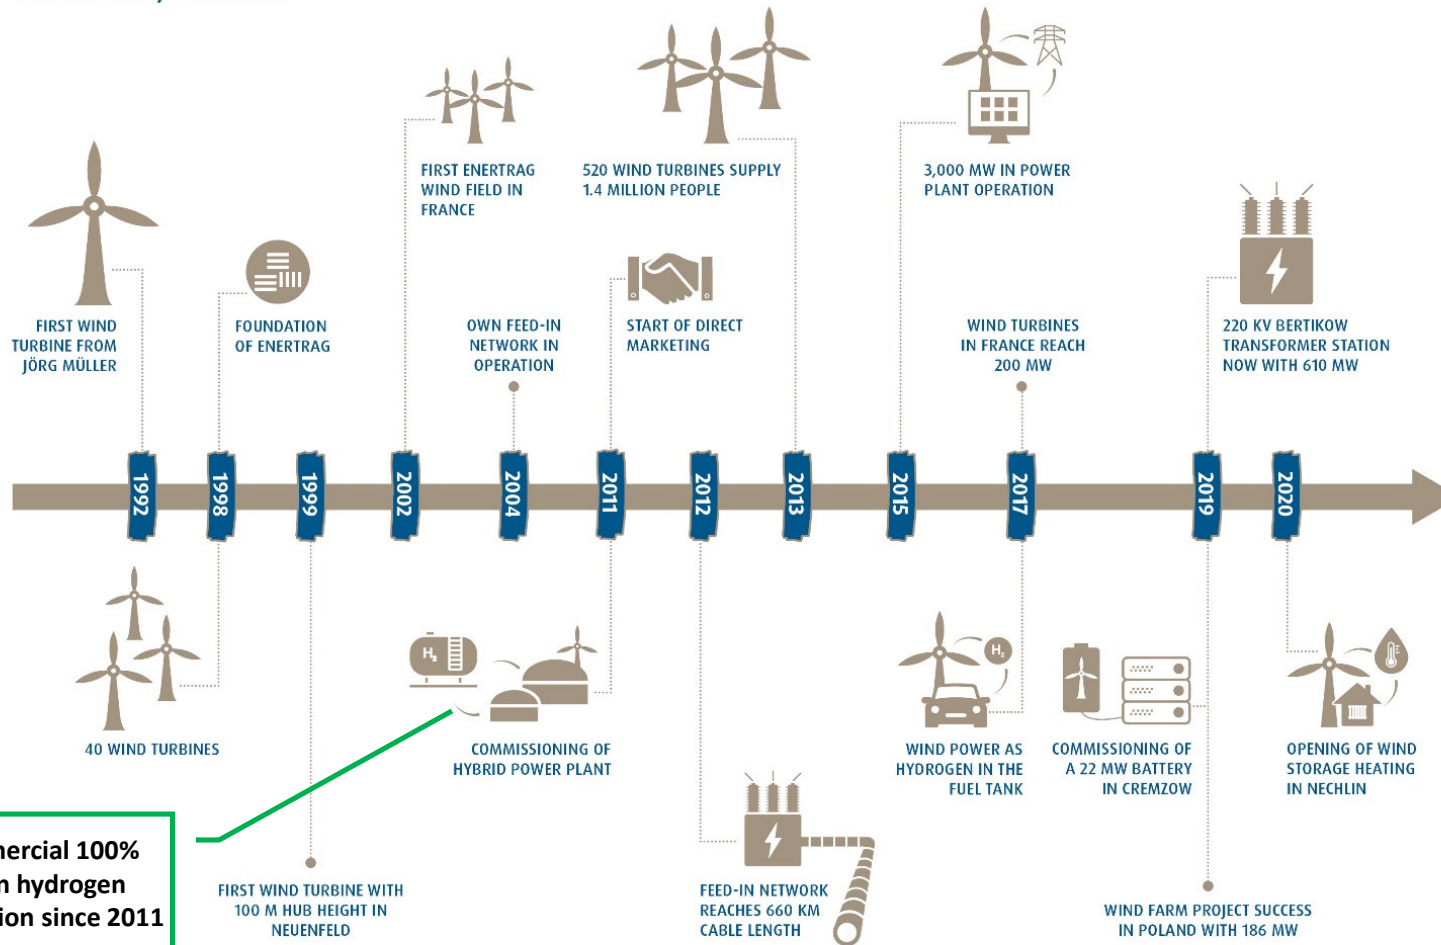 FIRST WIND
TURBINE FROM
JÖRG MÜLLER
FOUNDATION
OF ENERTRAG
FIRST ENERTRAG
WIND FIELD IN
FRANCE
OWN FEED-IN
NETWORK IN
OPERATION
520 WIND TURBINES SUPPLY
1.4 MILLION PEOPLE
START OF DIRECT
MARKETING
3,000 MW IN POWER
PLANT OPERATION
WIND TURBINES
IN FRANCE REACH
200 MW
220 KV BERTIKOW
TRANSFORMER STATION
NOW WITH 610 MW
1992
1998
1999
2002
2004
2011
2012
2013
2015
2017
2019
2020
40 WIND TURBINES
H₂
COMMISSIONING OF
HYBRID POWER PLANT
H₂
WIND POWER AS
HYDROGEN IN THE
FUEL TANK
COMMISSIONING OF
A 22 MW BATTERY
IN CREMZOW
OPENING OF WIND
STORAGE HEATING
IN NECHLIN
100%
hydrogen
since 2011
FIRST WIND TURBINE WITH
100 M HUB HEIGHT IN
NEUENFELD
FEED-IN NETWORK
REACHES 660 KM
CABLE LENGTH
WIND FARM PROJECT SUCCESS
IN POLAND WITH 186 MW